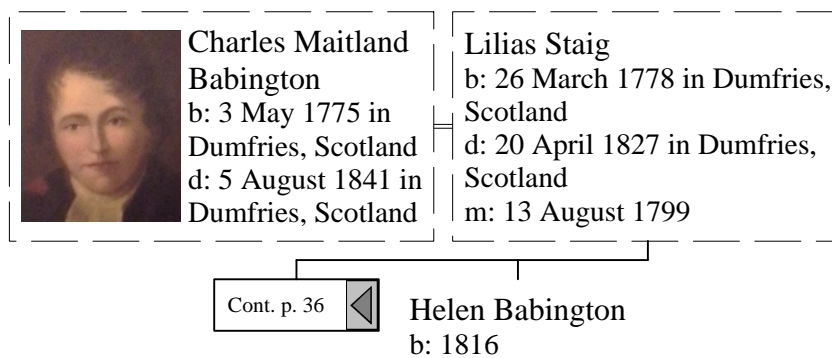 Charles Maitland
Babington
b: 3 May 1775 in
Dumfries, Scotland
d: 5 August 1841 in
Dumfries, Scotland
Lilias Staig
b: 26 March 1778 in Dumfries,
Scotland
d: 20 April 1827 in Dumfries,
Scotland
m: 13 August 1799
Cont. p. 36
Helen Babington
b: 1816